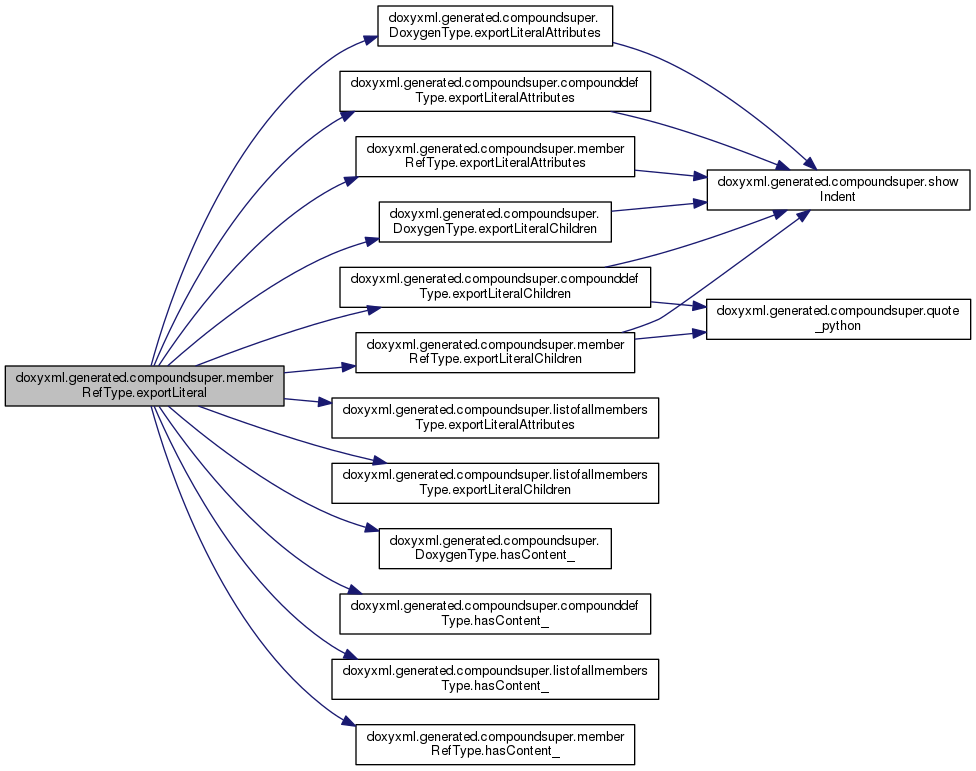 doxyxml.generated.compoundsuper.
DoxygenType.exportLiteralAttributes
doxyxml.generated.compoundsuper.compounddef
Type.exportLiteralAttributes
doxyxml.generated.compoundsuper.member
RefType.exportLiteralAttributes
doxyxml.generated.compoundsuper.show
Indent
doxyxml.generated.compoundsuper.
DoxygenType.exportLiteralChildren
doxyxml.generated.compoundsuper.compounddef
Type.exportLiteralChildren
doxyxml.generated.compoundsuper.quote
_python
doxyxml.generated.compoundsuper.member
RefType.exportLiteralChildren
doxyxml.generated.compoundsuper.member
RefType.exportLiteral
doxyxml.generated.compoundsuper.listofallmembers
Type.exportLiteralAttributes
doxyxml.generated.compoundsuper.listofallmembers
Type.exportLiteralChildren
doxyxml.generated.compoundsuper.
DoxygenType.hasContent_
doxyxml.generated.compoundsuper.compounddef
Type.hasContent_
doxyxml.generated.compoundsuper.listofallmembers
Type.hasContent_
doxyxml.generated.compoundsuper.member
RefType.hasContent_